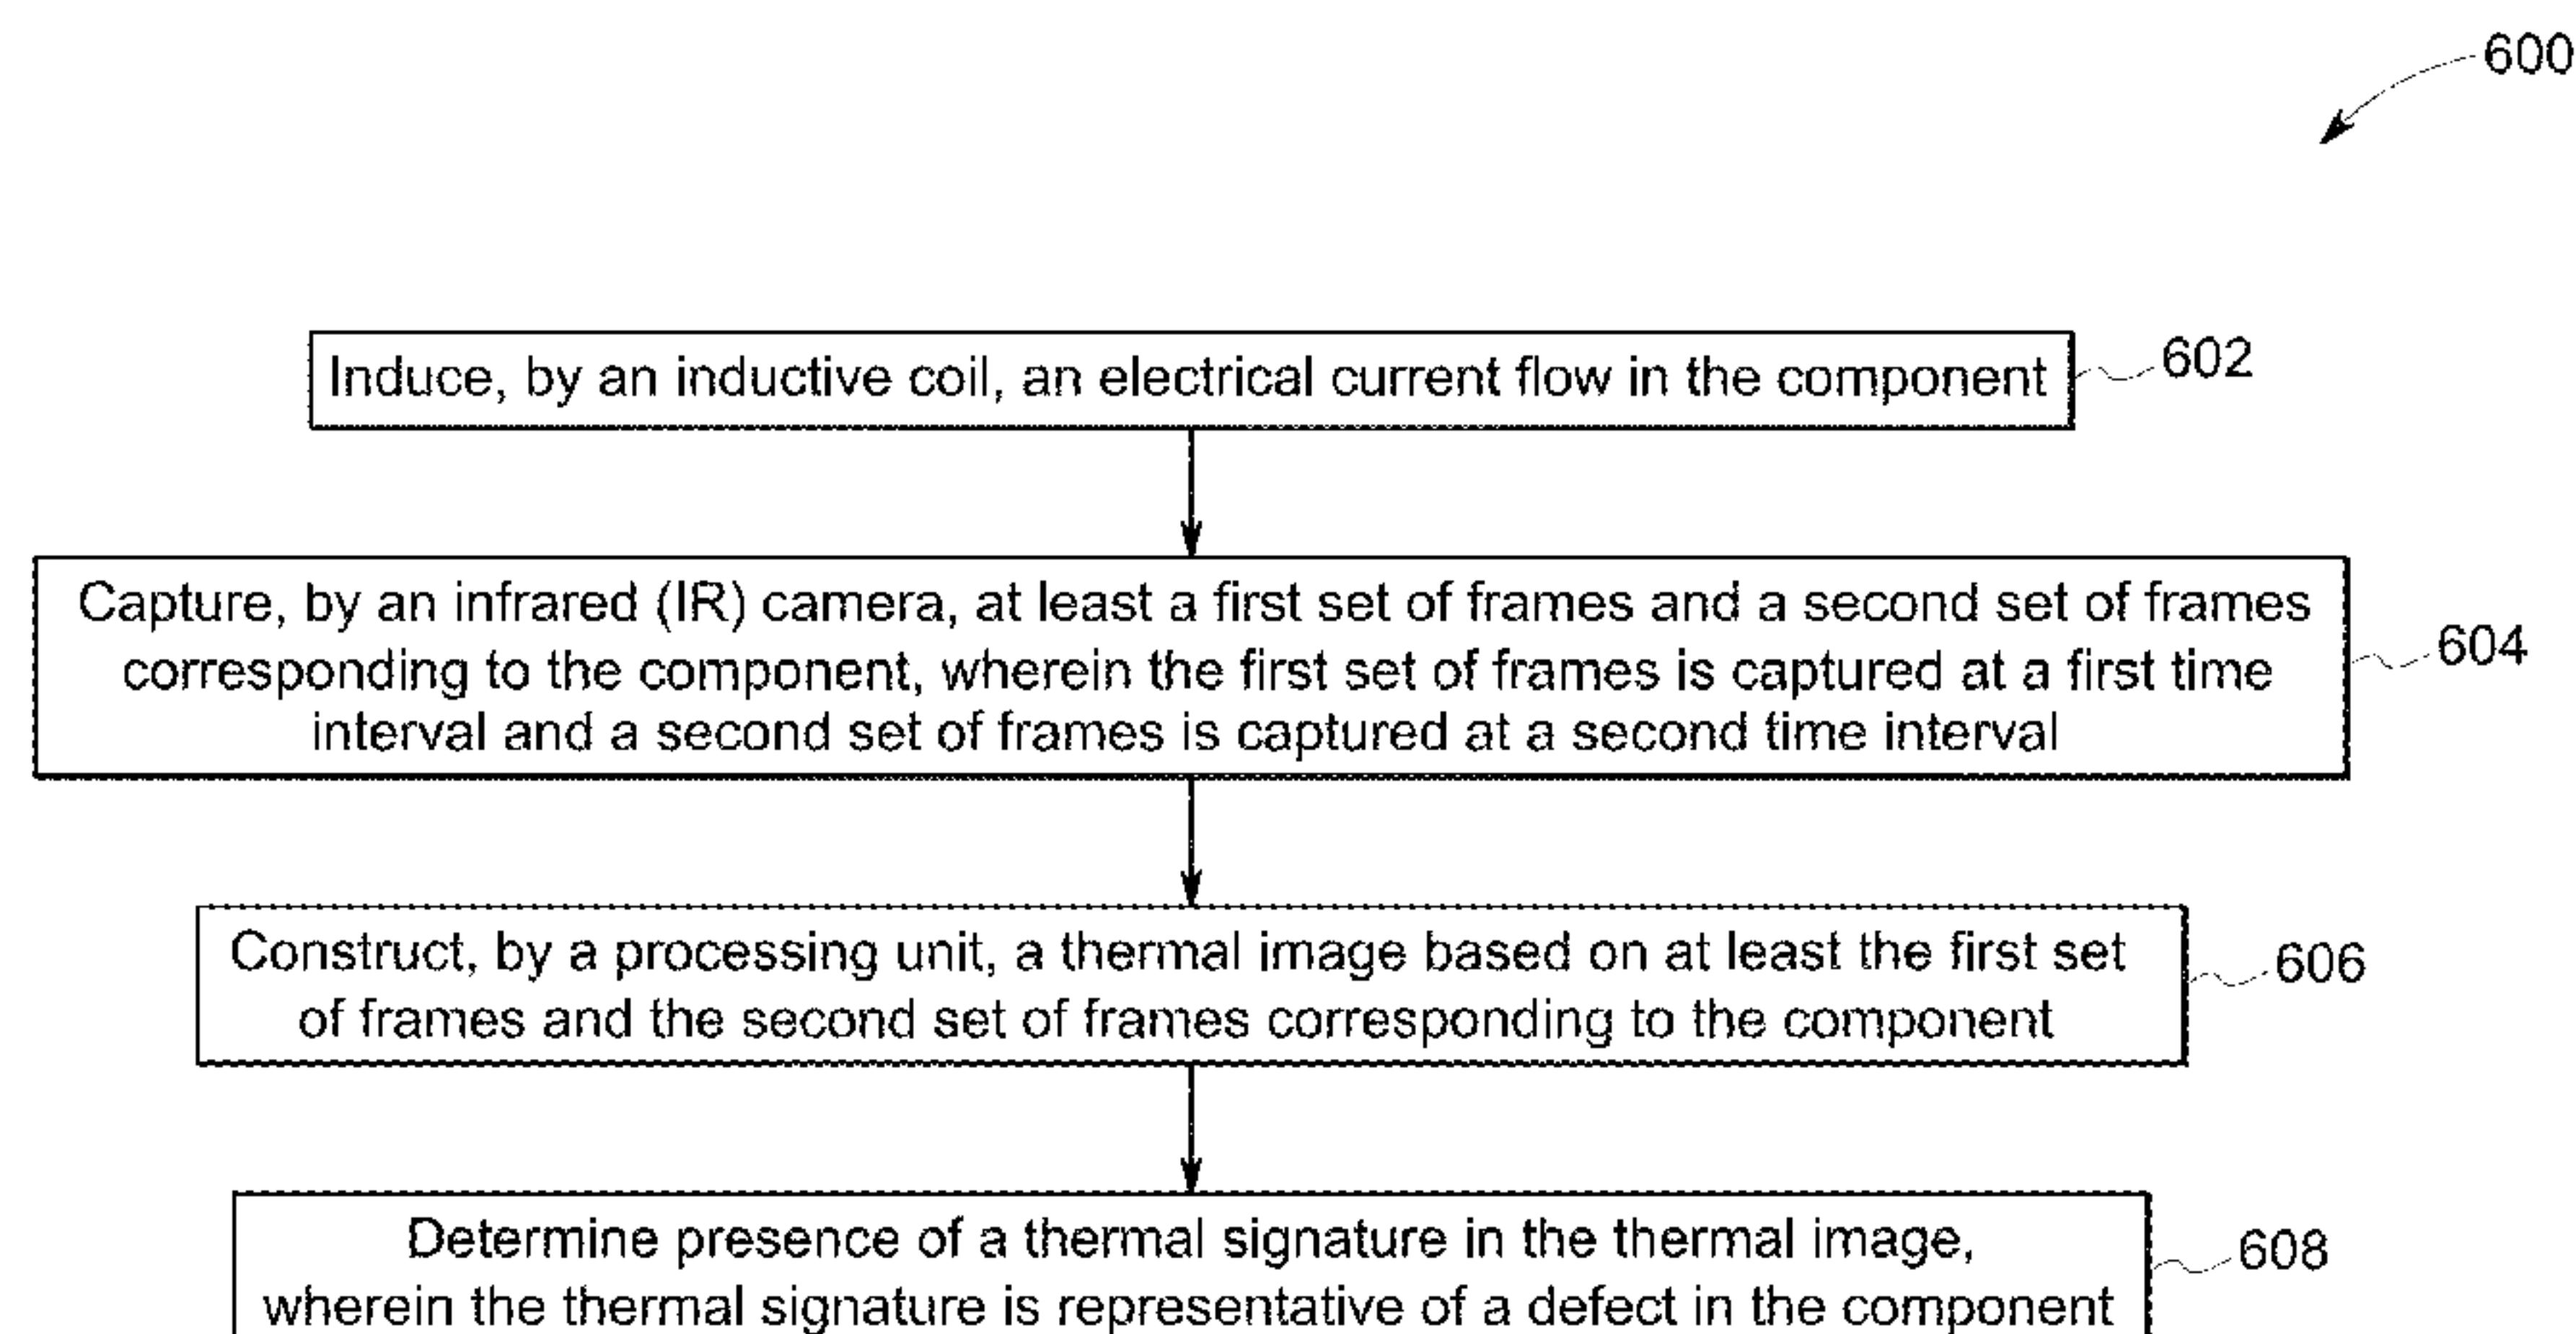 600
Induce, by an inductive coil, an electrical current flow in the component
602
Capture, by an infrared (IR) camera, at least a first set of frames and a second set of frames
corresponding to the component, wherein the first set of frames is captured at a first time
interval and a second set of frames is captured at a second time interval
604
Construct, by a processing unit, a thermal image based on at least the first set
of frames and the second set of frames corresponding to the component
606
Determine presence of a thermal signature in the thermal image,
wherein the thermal signature is representative of a defect in the component
608